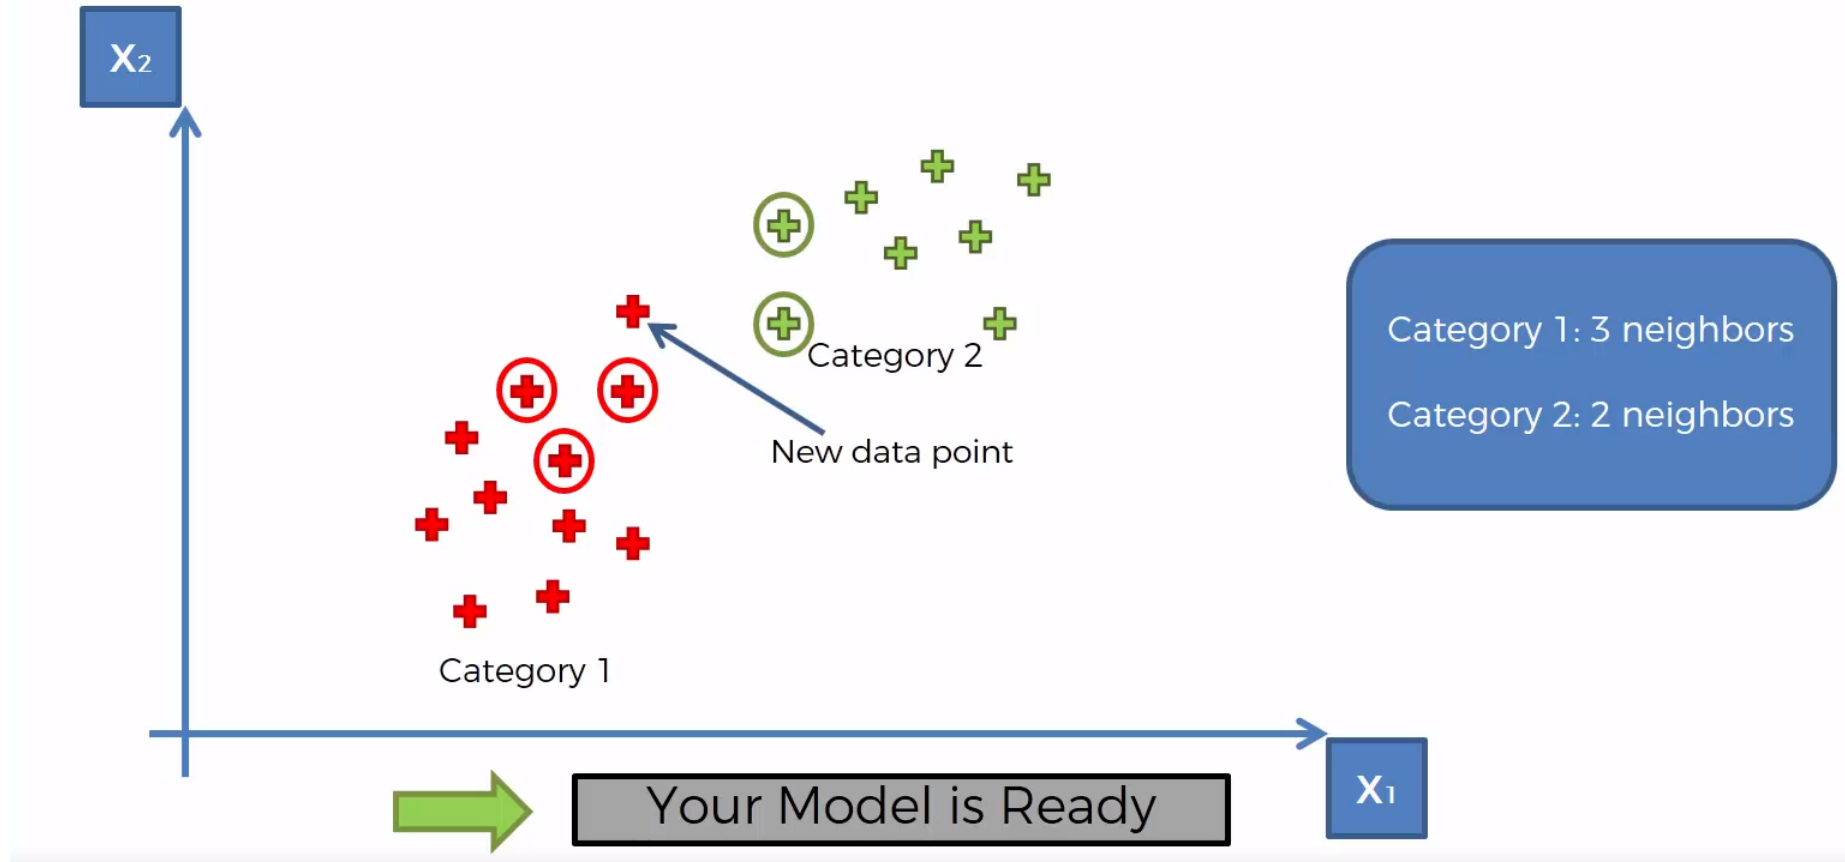 X₂
Category 2
New data point
Category 1: 3 neighbors
Category 2: 2 neighbors
Category 1
X₁
Your Model is Ready